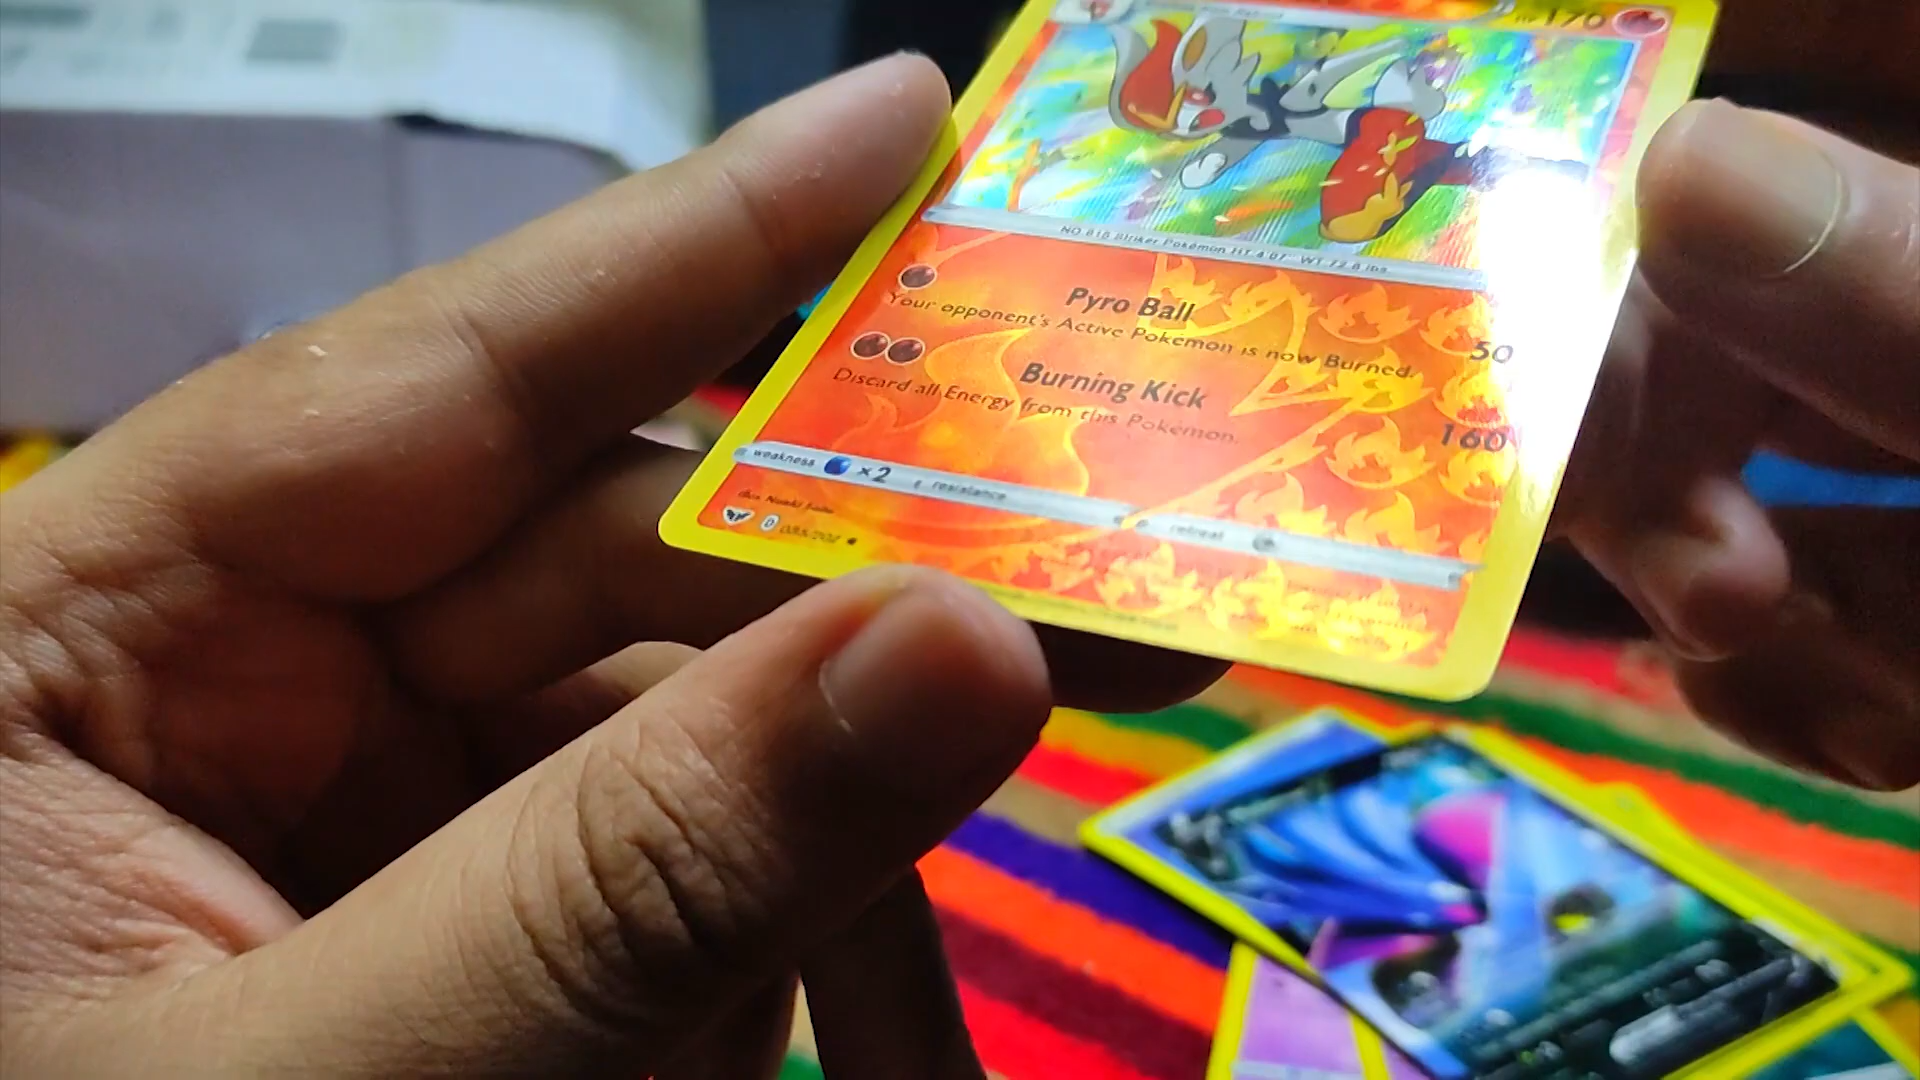 170
NO. 815 Striker Pokémon HT: 4'07" WT: 72.8 lbs.
Pyro Ball 50
Your opponent's Active Pokémon is now Burned.
Burning Kick 160
Discard all Energy from this Pokémon.
weakness ×2 resistance retreat
illus.
D